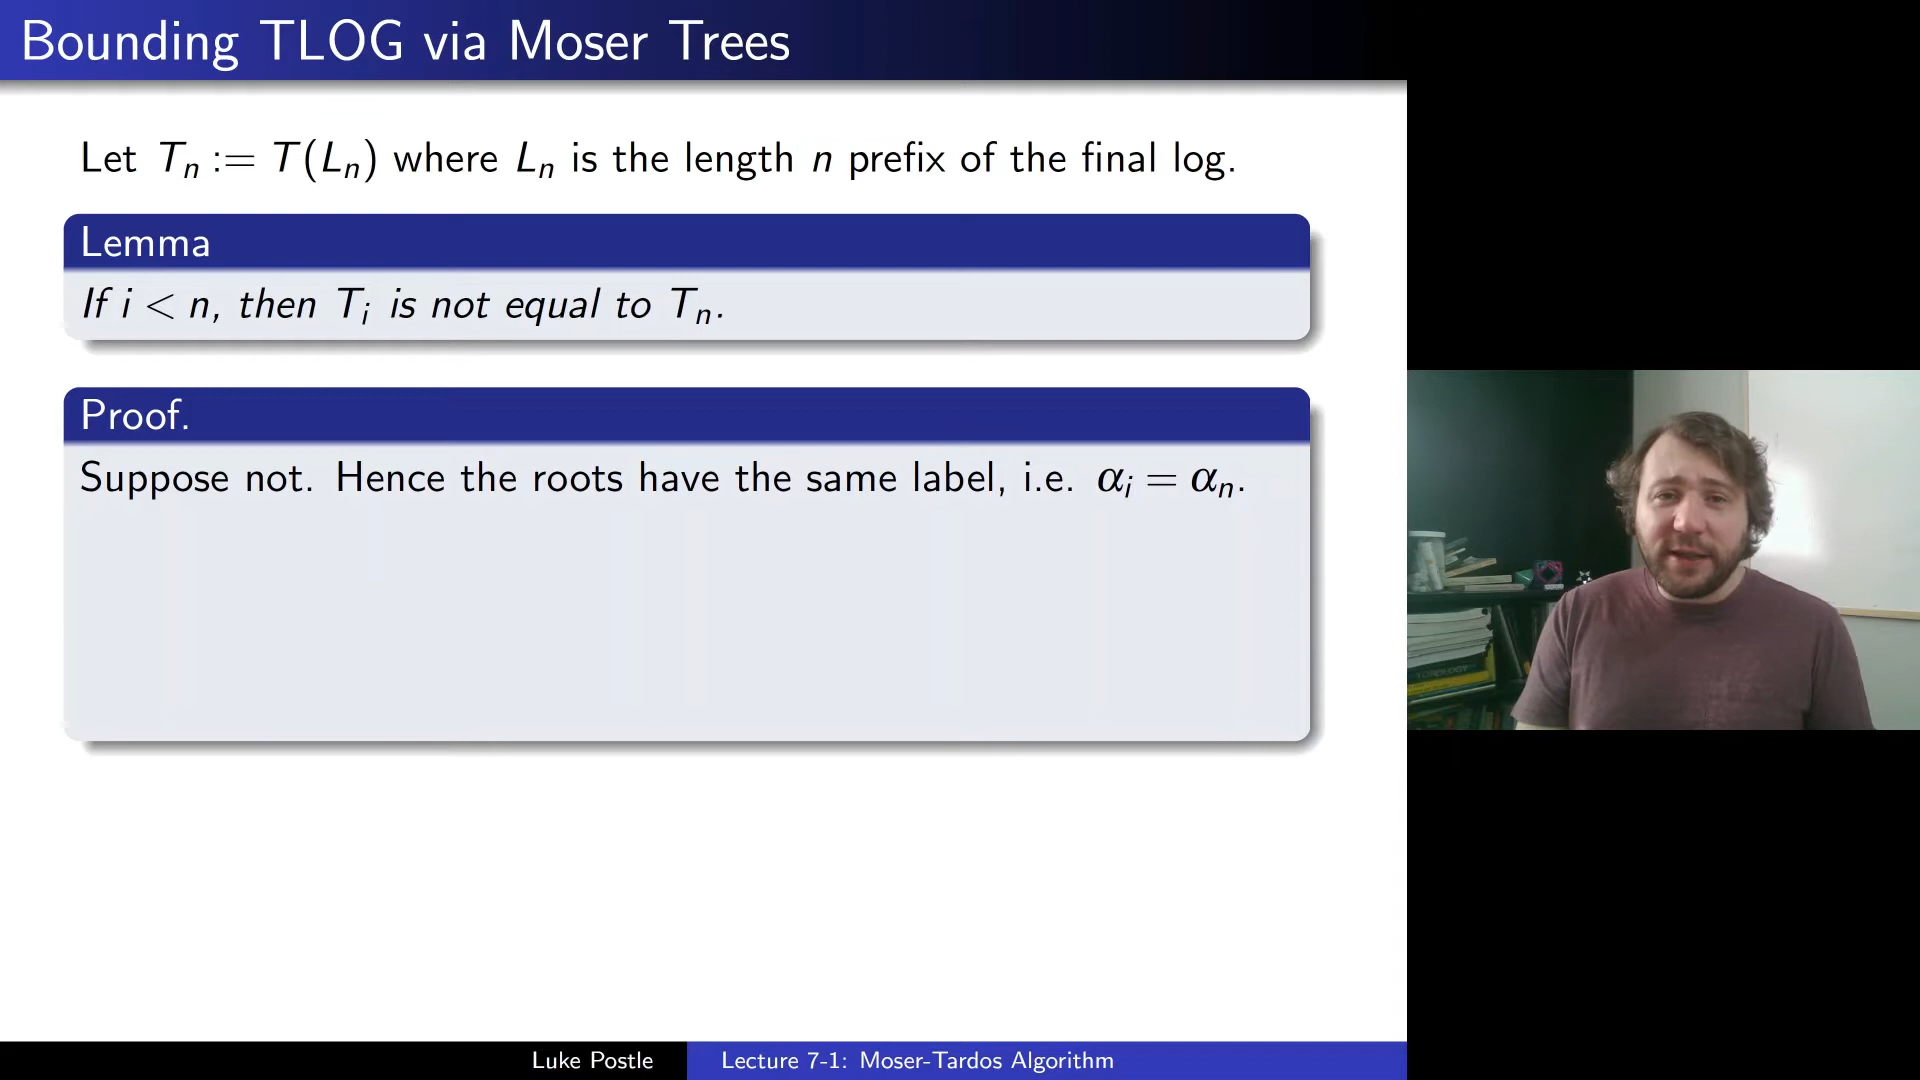 Bounding TLOG via Moser Trees
Let Tₙ := T(Lₙ) where Lₙ is the length n prefix of the final log.
Lemma
If i < n, then Tᵢ is not equal to Tₙ.
Proof.
Suppose not. Hence the roots have the same label, i.e. αᵢ = αₙ.
Luke Postle
Lecture 7-1: Moser-Tardos Algorithm